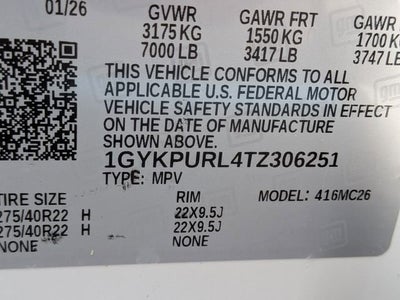 01/26 GVWR GAWR FRT GAWR
3175 KG 1550 KG 1700 K
7000 LB 3417 LB 3747 LB
THIS VEHICLE CONFORMS TO ALL
APPLICABLE U.S. FEDERAL MOTOR
VEHICLE SAFETY STANDARDS IN EFFECT
ON THE DATE OF MANUFACTURE
SHOWN ABOVE.
1GYKPURL4TZ306251
TYPE: MPV
TIRE SIZE RIM MODEL: 416MC26
275/40R22 H 22X9.5J
275/40R22 H 22X9.5J
NONE NONE